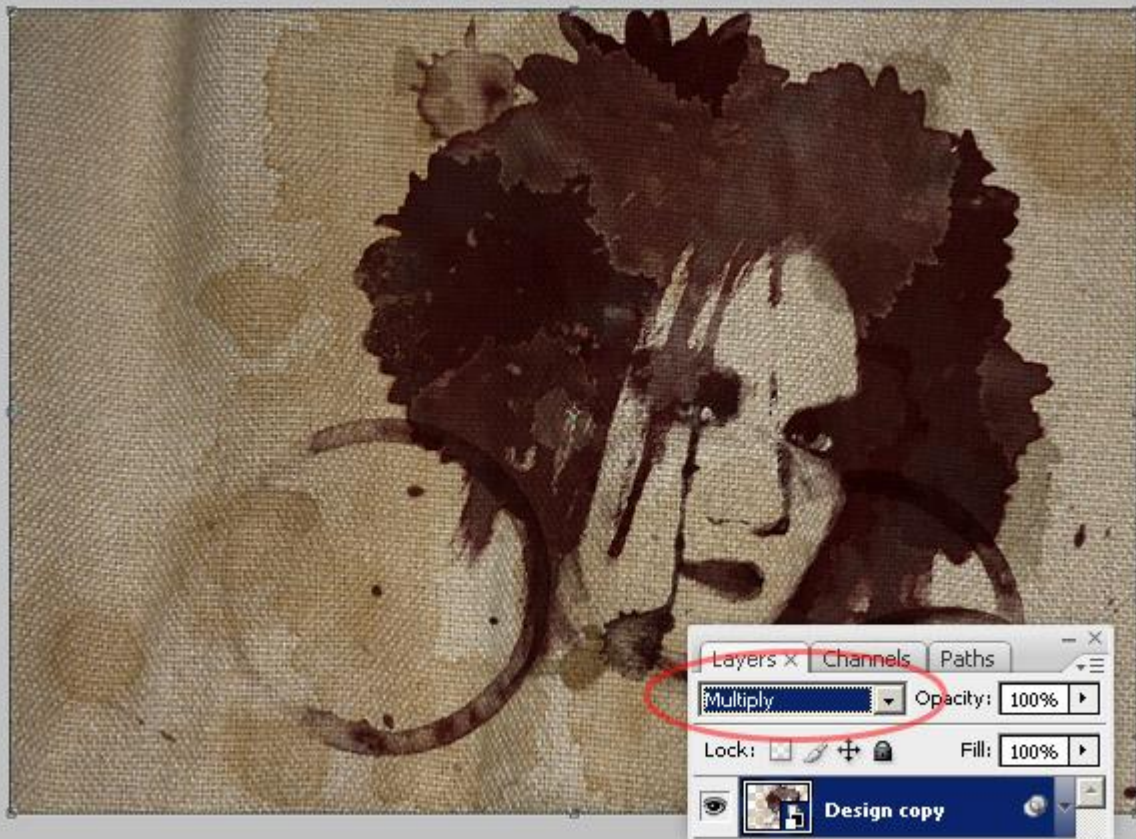 Layers × Channels Paths
Multiply Opacity: 100%
Lock: Fill: 100%
Design copy